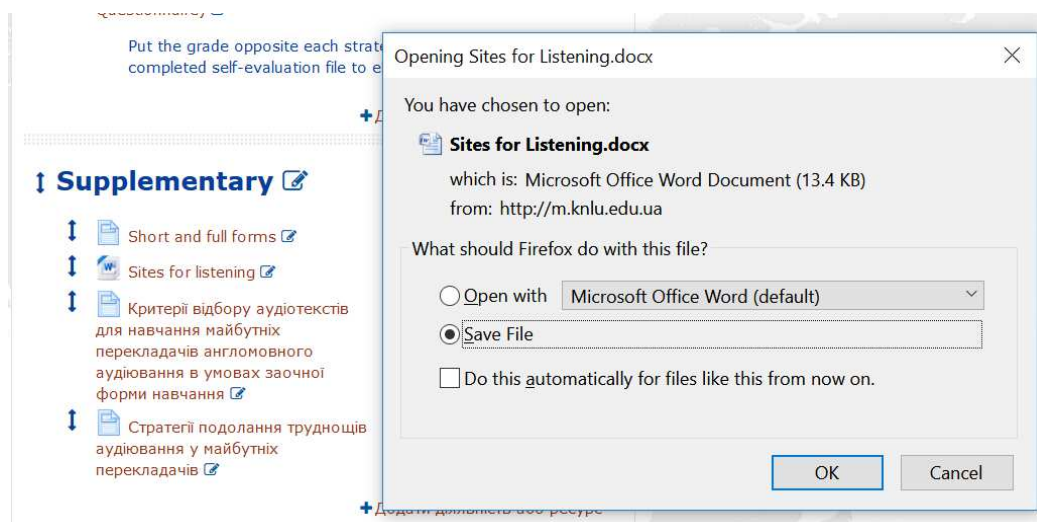 Put the grade opposite each strate
completed self-evaluation file to e
Supplementary
Short and full forms
Sites for listening
Критерії відбору аудіотекстів
для навчання майбутніх
перекладачів англомовного
аудіювання в умовах заочної
форми навчання
Стратегії подолання труднощів
аудіювання у майбутніх
перекладачів
Opening Sites for Listening.docx
You have chosen to open:
Sites for Listening.docx
which is: Microsoft Office Word Document (13.4 KB)
from: http://m.knlu.edu.ua
What should Firefox do with this file?
Open with Microsoft Office Word (default)
Save File
Do this automatically for files like this from now on.
OK Cancel